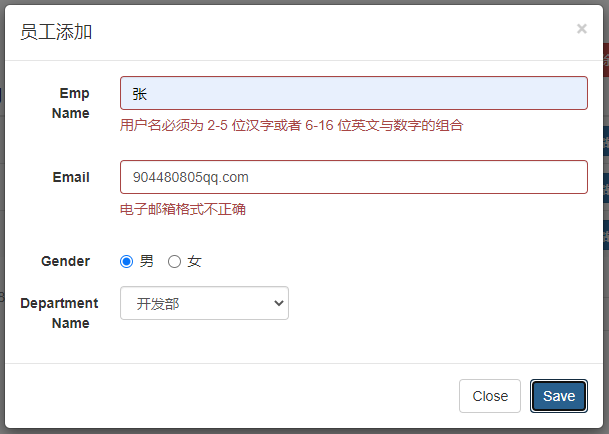 员工添加
×
Emp
Name
张
用户名必须为 2-5 位汉字或者 6-16 位英文与数字的组合
Email
904480805qq.com
电子邮箱格式不正确
Gender
男 女
Department
Name
开发部
Close Save